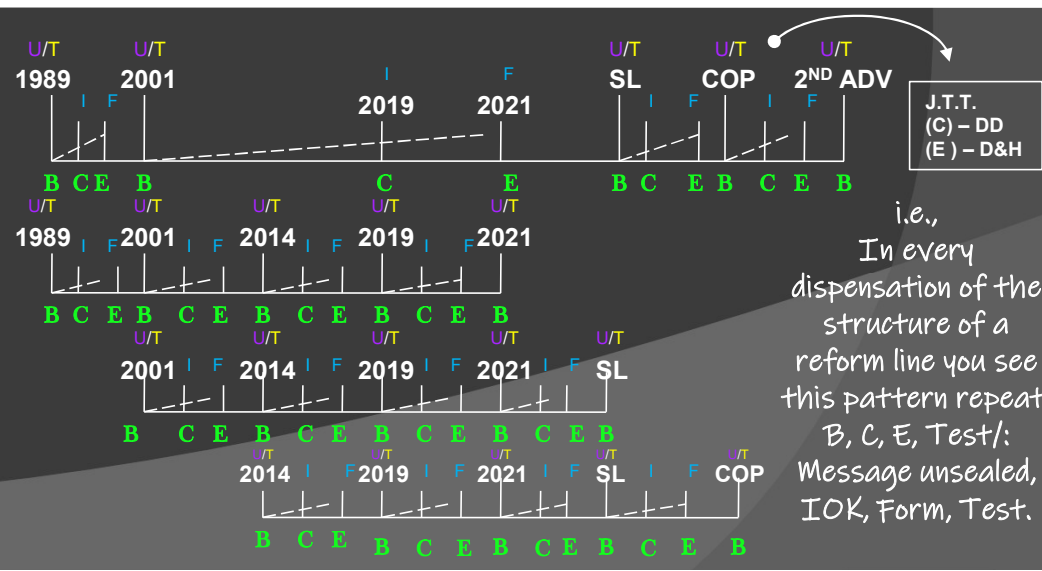 U/T U/T U/T U/T U/T
1989 2001 SL COP 2ND ADV
I F I F I F I F
2019 2021
J.T.T.
(C) – DD
(E ) – D&H
B C E B C E B C E B C E B
U/T U/T U/T U/T U/T
1989 I F 2001 I F 2014 I F 2019 I F 2021
B C E B C E B C E B C E B
U/T U/T U/T U/T U/T
2001 I F 2014 I F 2019 I F 2021 I F SL
B C E B C E B C E B C E B
U/T U/T U/T U/T U/T
2014 I F 2019 I F 2021 I F SL I F COP
B C E B C E B C E B C E B
i.e.,
In every
dispensation of the
structure of a
reform line you see
this pattern repeat
B, C, E, Test/:
Message unsealed,
IOK, Form, Test.